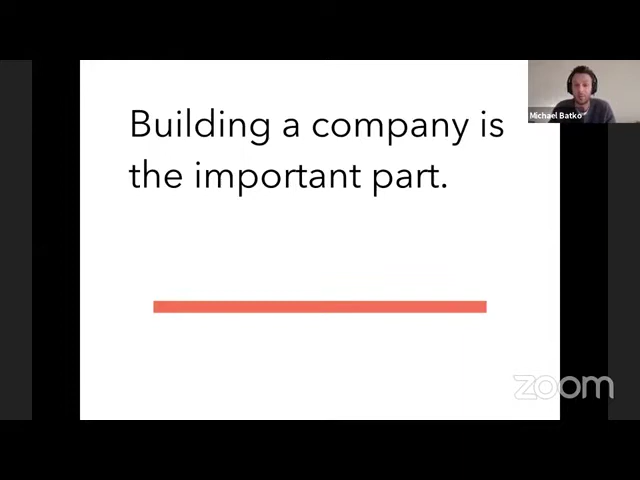 Building a company is
the important part.
Michael Batko
zoom